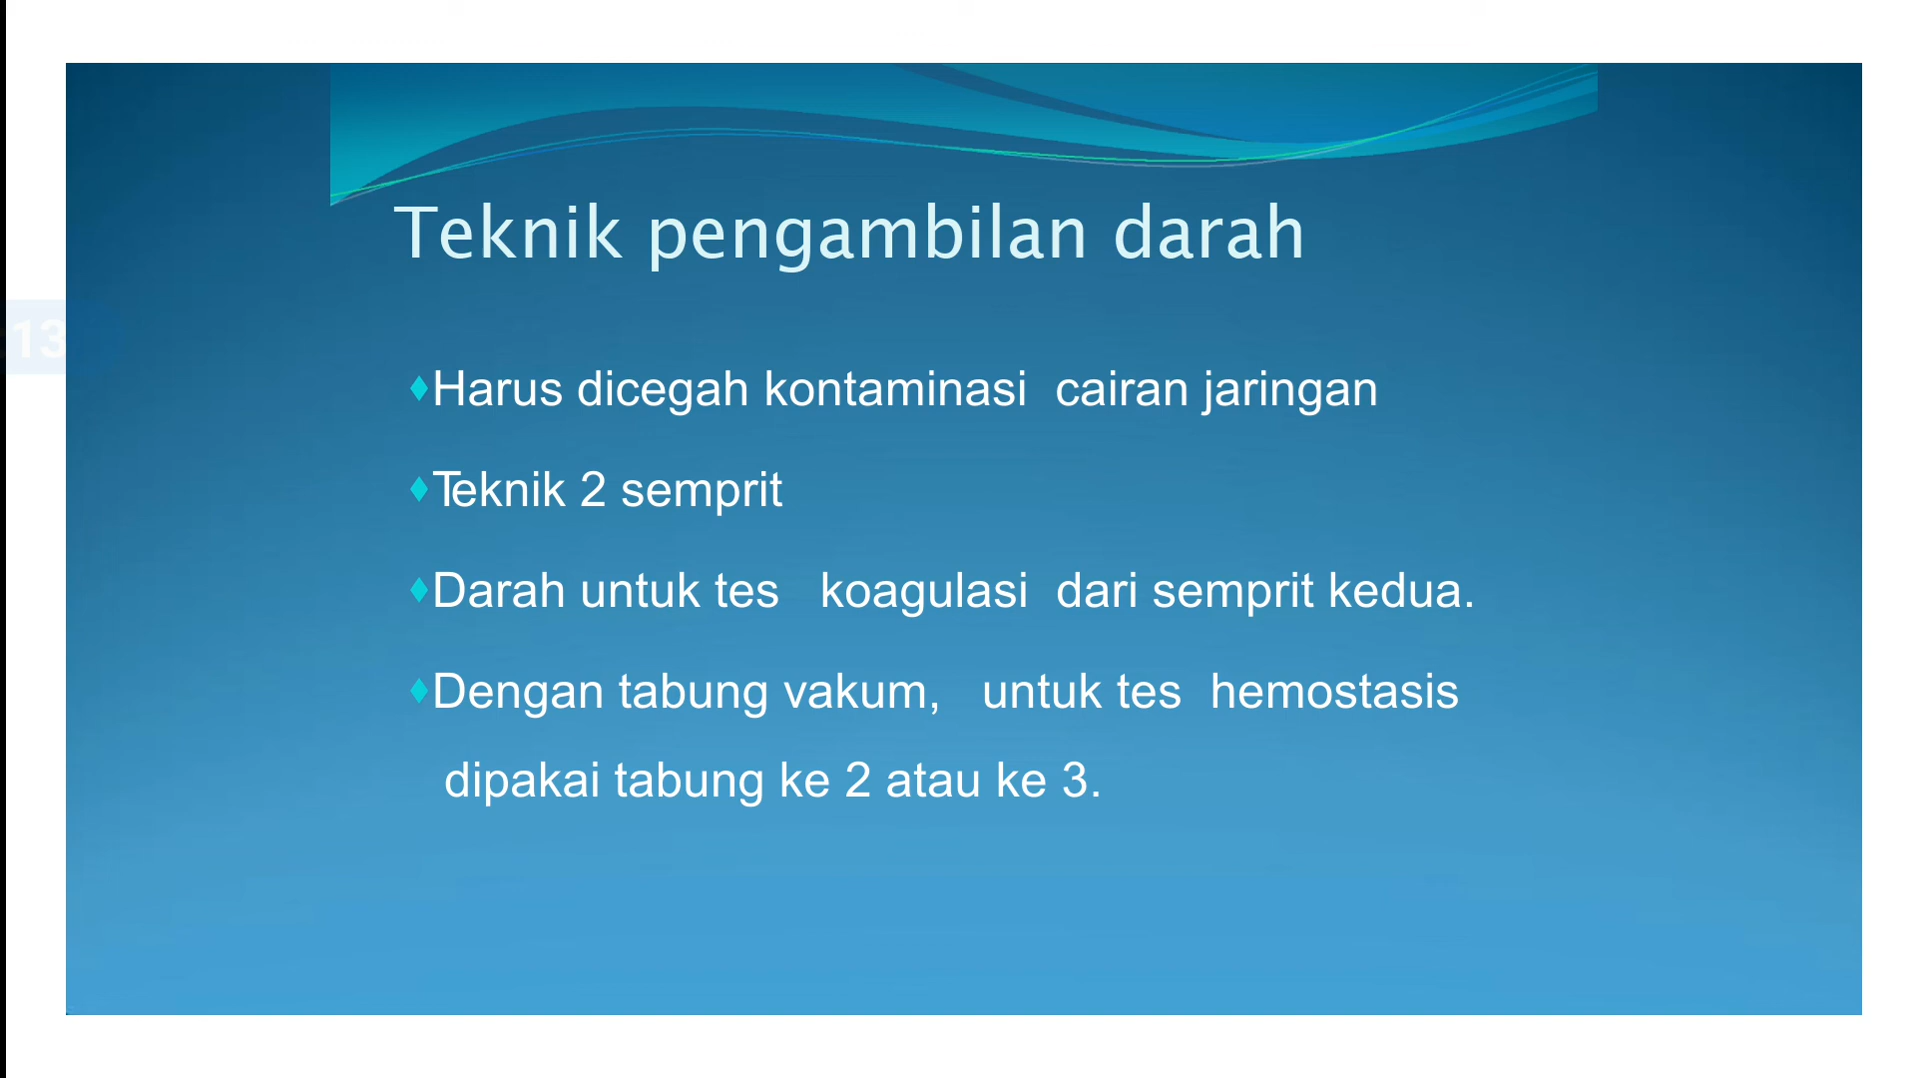 Teknik pengambilan darah
13
♦Harus dicegah kontaminasi cairan jaringan
♦Teknik 2 semprit
♦Darah untuk tes koagulasi dari semprit kedua.
♦Dengan tabung vakum, untuk tes hemostasis
dipakai tabung ke 2 atau ke 3.